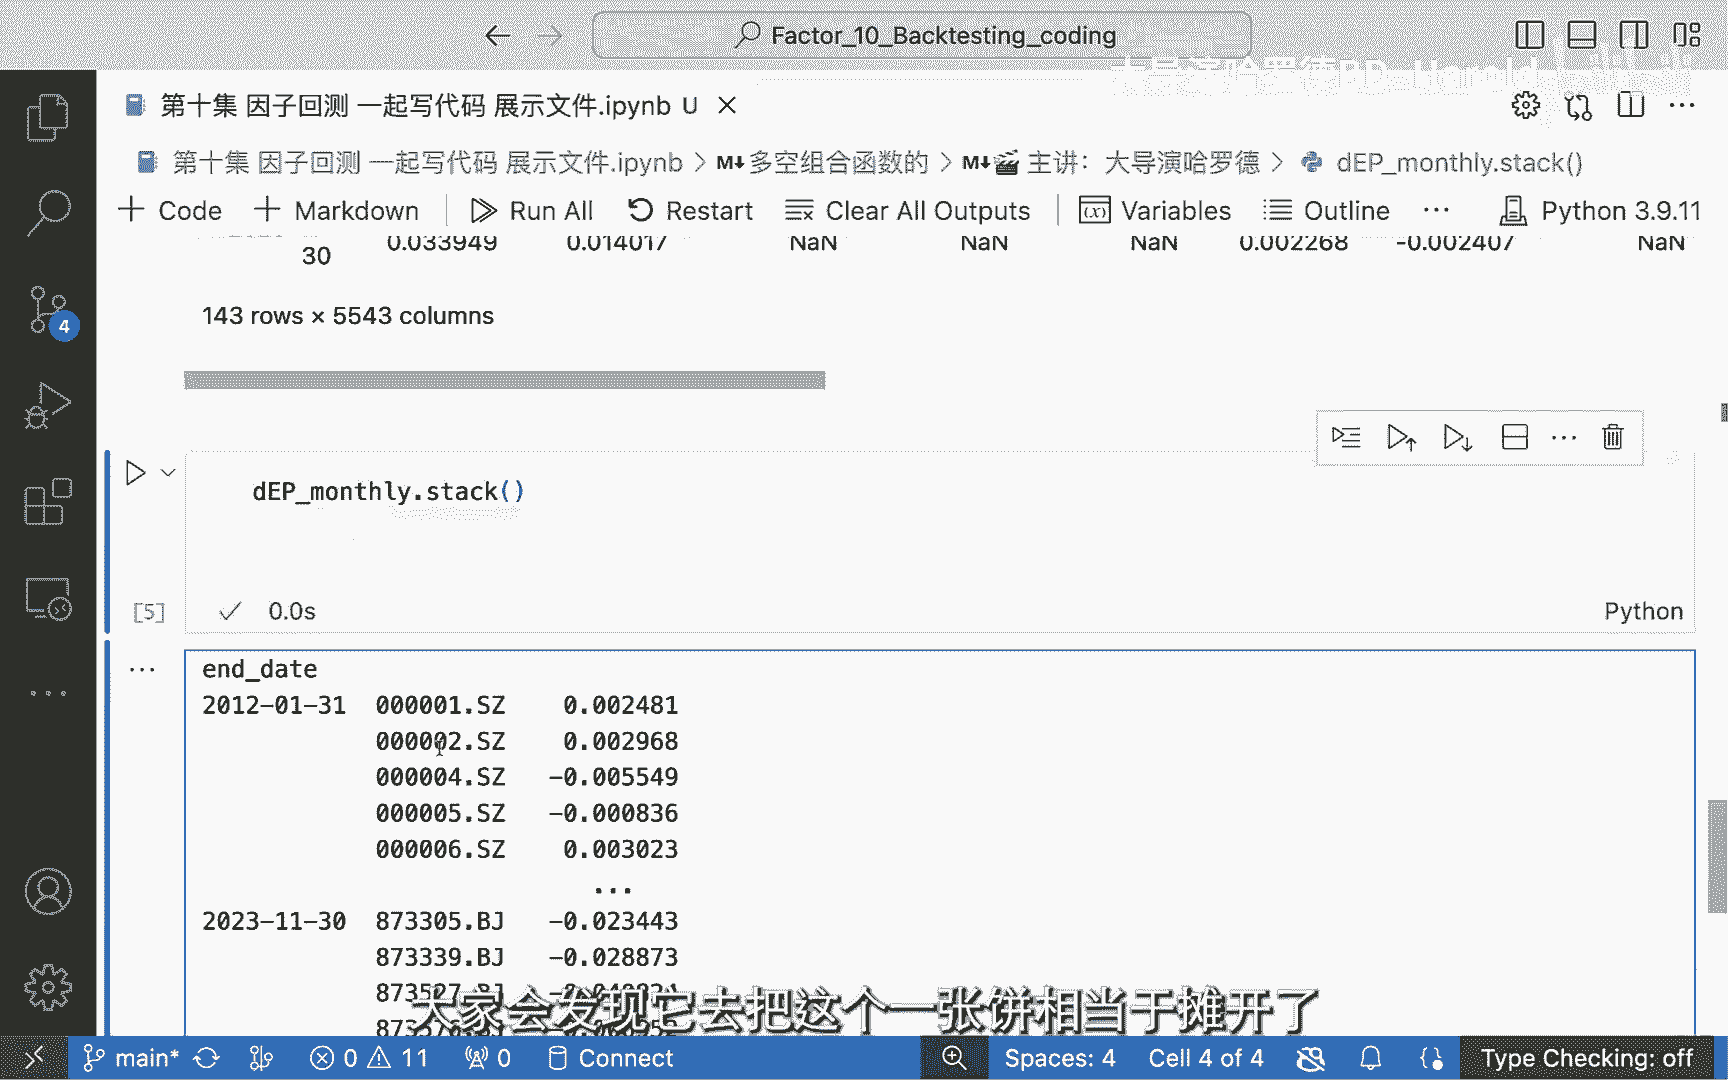 Factor_10_Backtesting_coding
第十集 因子回测 一起写代码 展示文件.ipynb U
第十集 因子回测 一起写代码 展示文件.ipynb > M↓ 多空组合函数的 > M↓ 🎬 主讲：大导演哈罗德 > dEP_monthly.stack()
+ Code + Markdown Run All Restart Clear All Outputs (x) Variables Outline ... Python 3.9.11
30 0.033949 0.014017 NaN NaN NaN 0.002268 -0.002407 NaN
143 rows × 5543 columns
dEP_monthly.stack()
[5] 0.0s Python
end_date
2012-01-31 000001.SZ 0.002481
000002.SZ 0.002968
000004.SZ -0.005549
000005.SZ -0.000836
000006.SZ 0.003023
...
2023-11-30 873305.BJ -0.023443
873339.BJ -0.028873
大家会发现它去把这个一张饼相当于摊开了
4
main* 0 11 0 Connect Spaces: 4 Cell 4 of 4 Type Checking: off